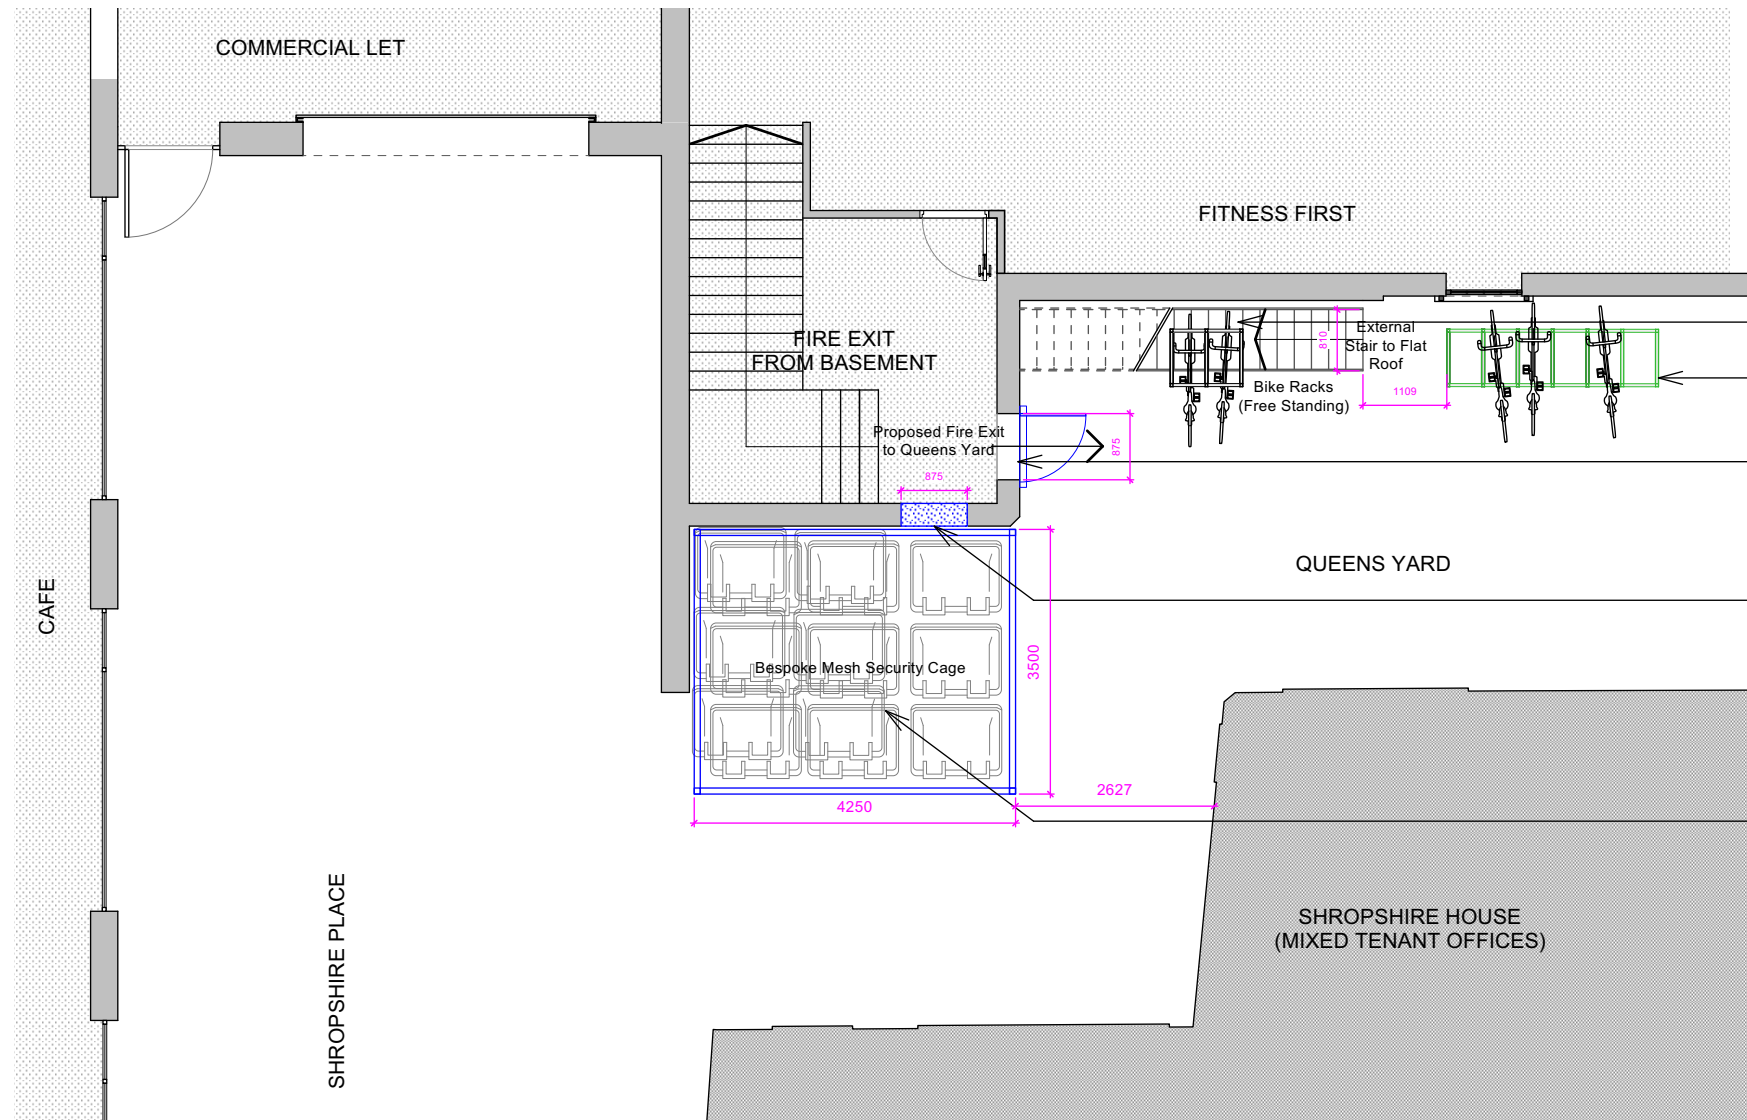 COMMERCIAL LET
FITNESS FIRST
FIRE EXIT
FROM BASEMENT
External
Stair to Flat
Roof
810
Bike Racks
(Free Standing)
1109
Proposed Fire Exit
to Queens Yard
875
875
QUEENS YARD
CAFE
Bespoke Mesh Security Cage
3500
4250
2627
SHROPSHIRE PLACE
SHROPSHIRE HOUSE
(MIXED TENANT OFFICES)